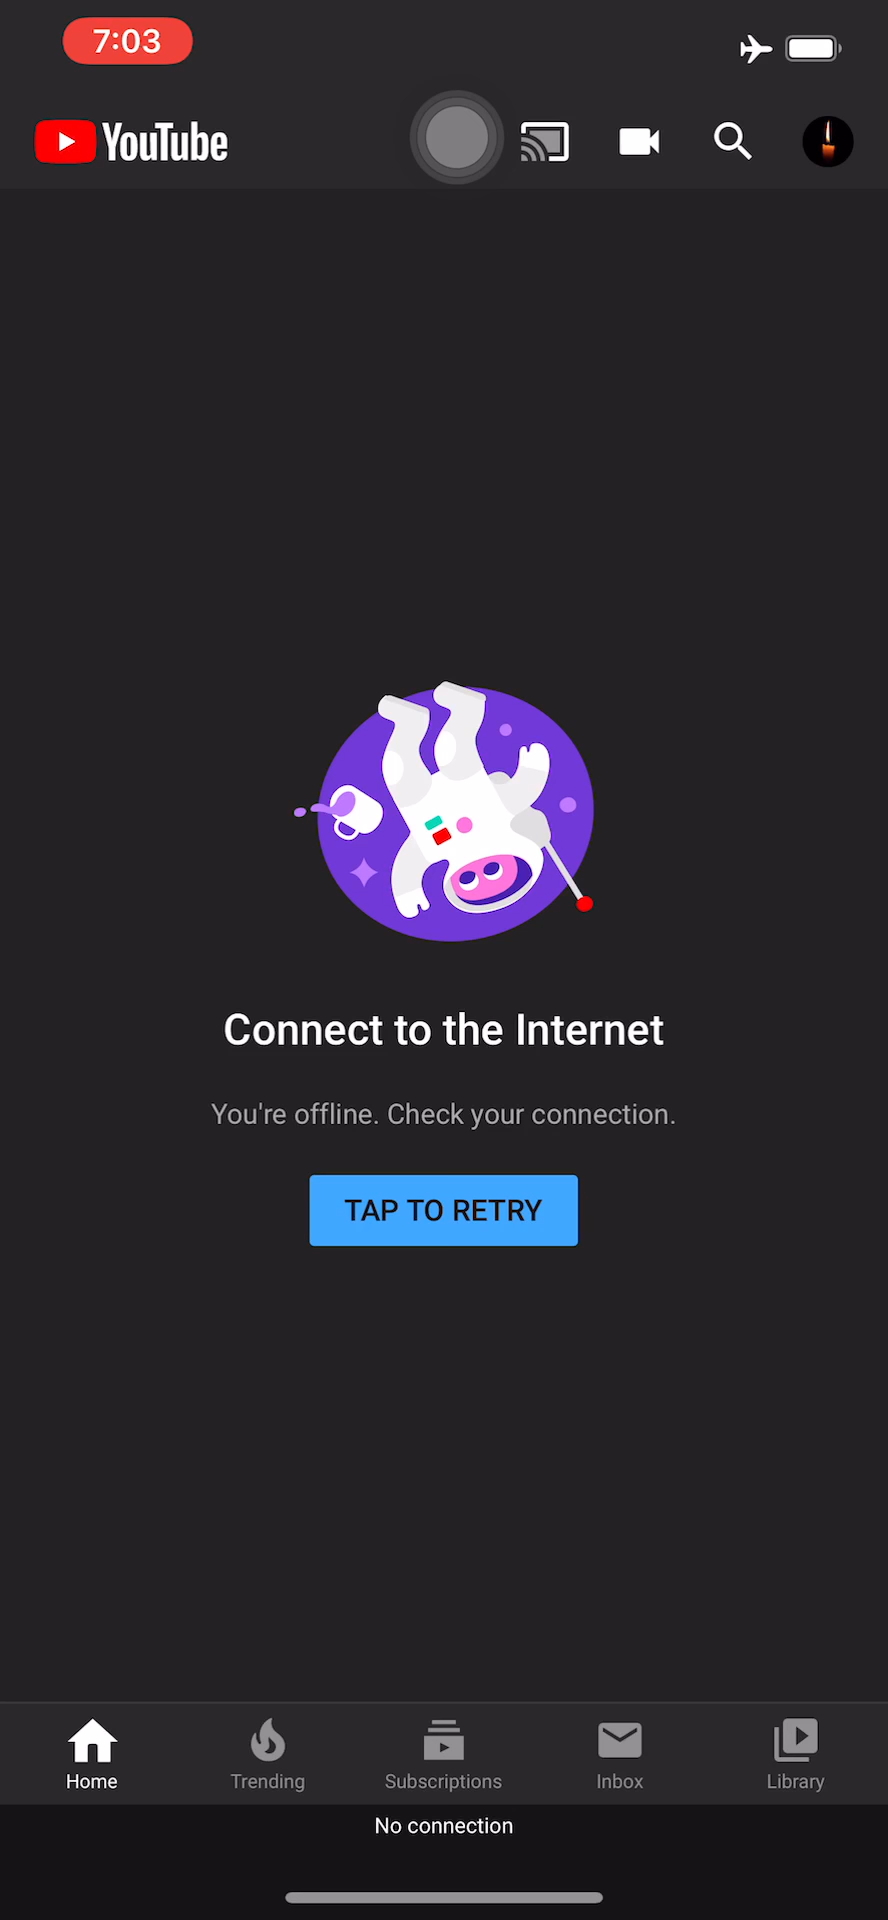 7:03
YouTube
Connect to the Internet
You're offline. Check your connection.
TAP TO RETRY
Home Trending Subscriptions Inbox Library
No connection